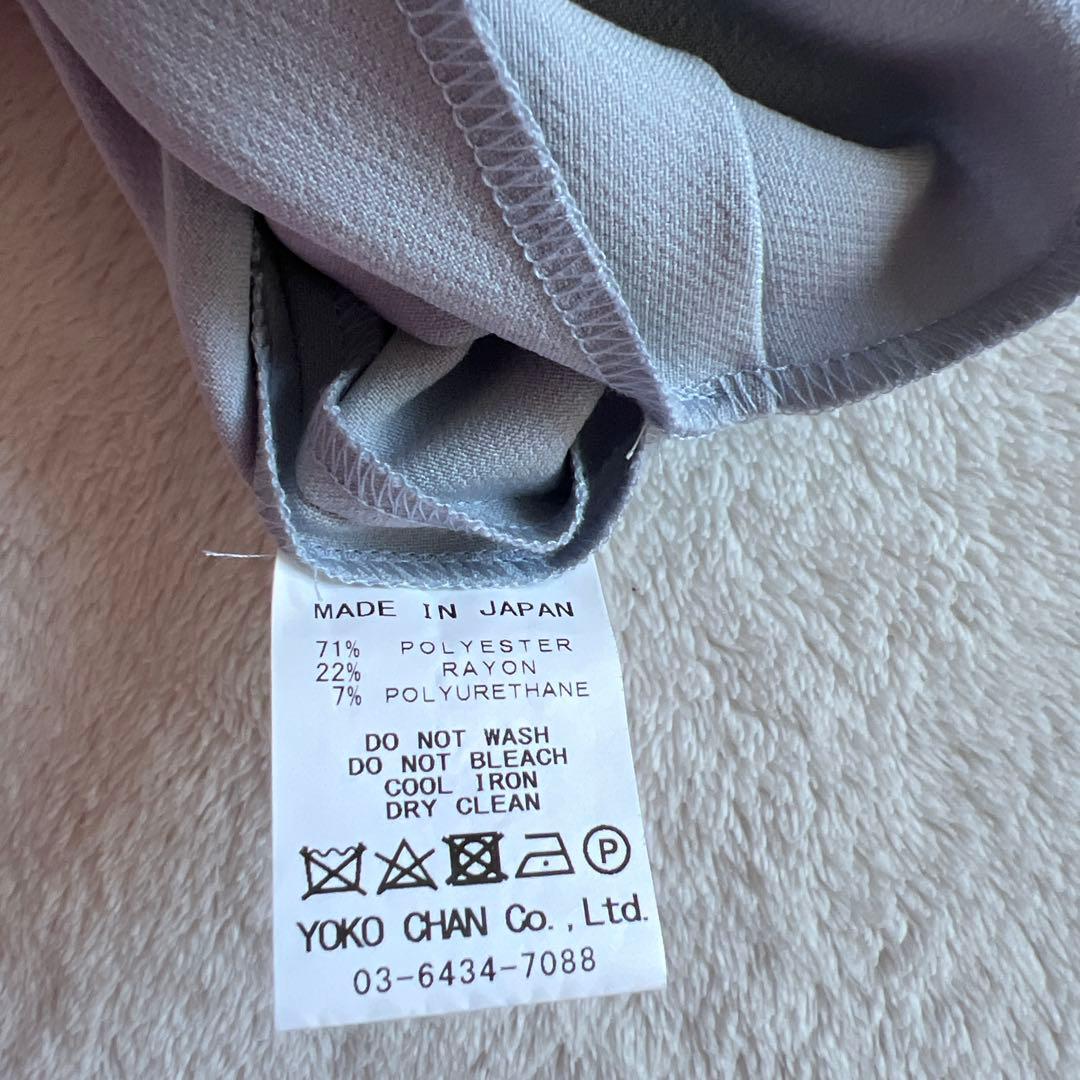 MADE IN JAPAN
71% POLYESTER
22% RAYON
7% POLYURETHANE
DO NOT WASH
DO NOT BLEACH
COOL IRON
DRY CLEAN
P
YOKO CHAN Co.,Ltd.
03-6434-7088